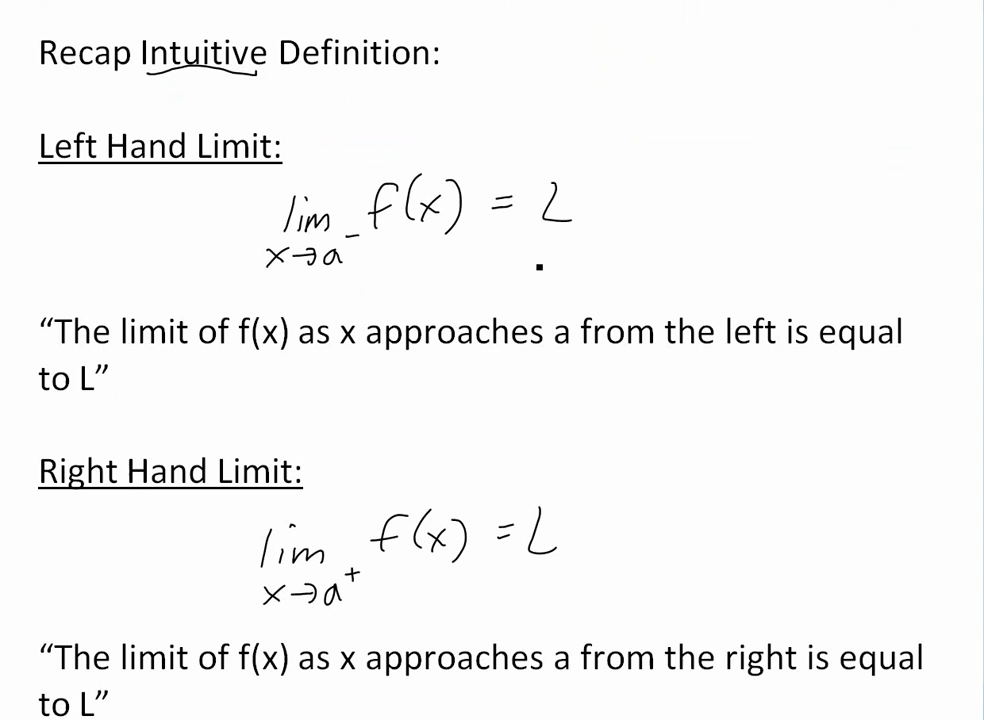 Recap Intuitive Definition:
Left Hand Limit:
lim f(x) = L
x→a⁻
“The limit of f(x) as x approaches a from the left is equal
to L”
Right Hand Limit:
lim f(x) = L
x→a⁺
“The limit of f(x) as x approaches a from the right is equal
to L”